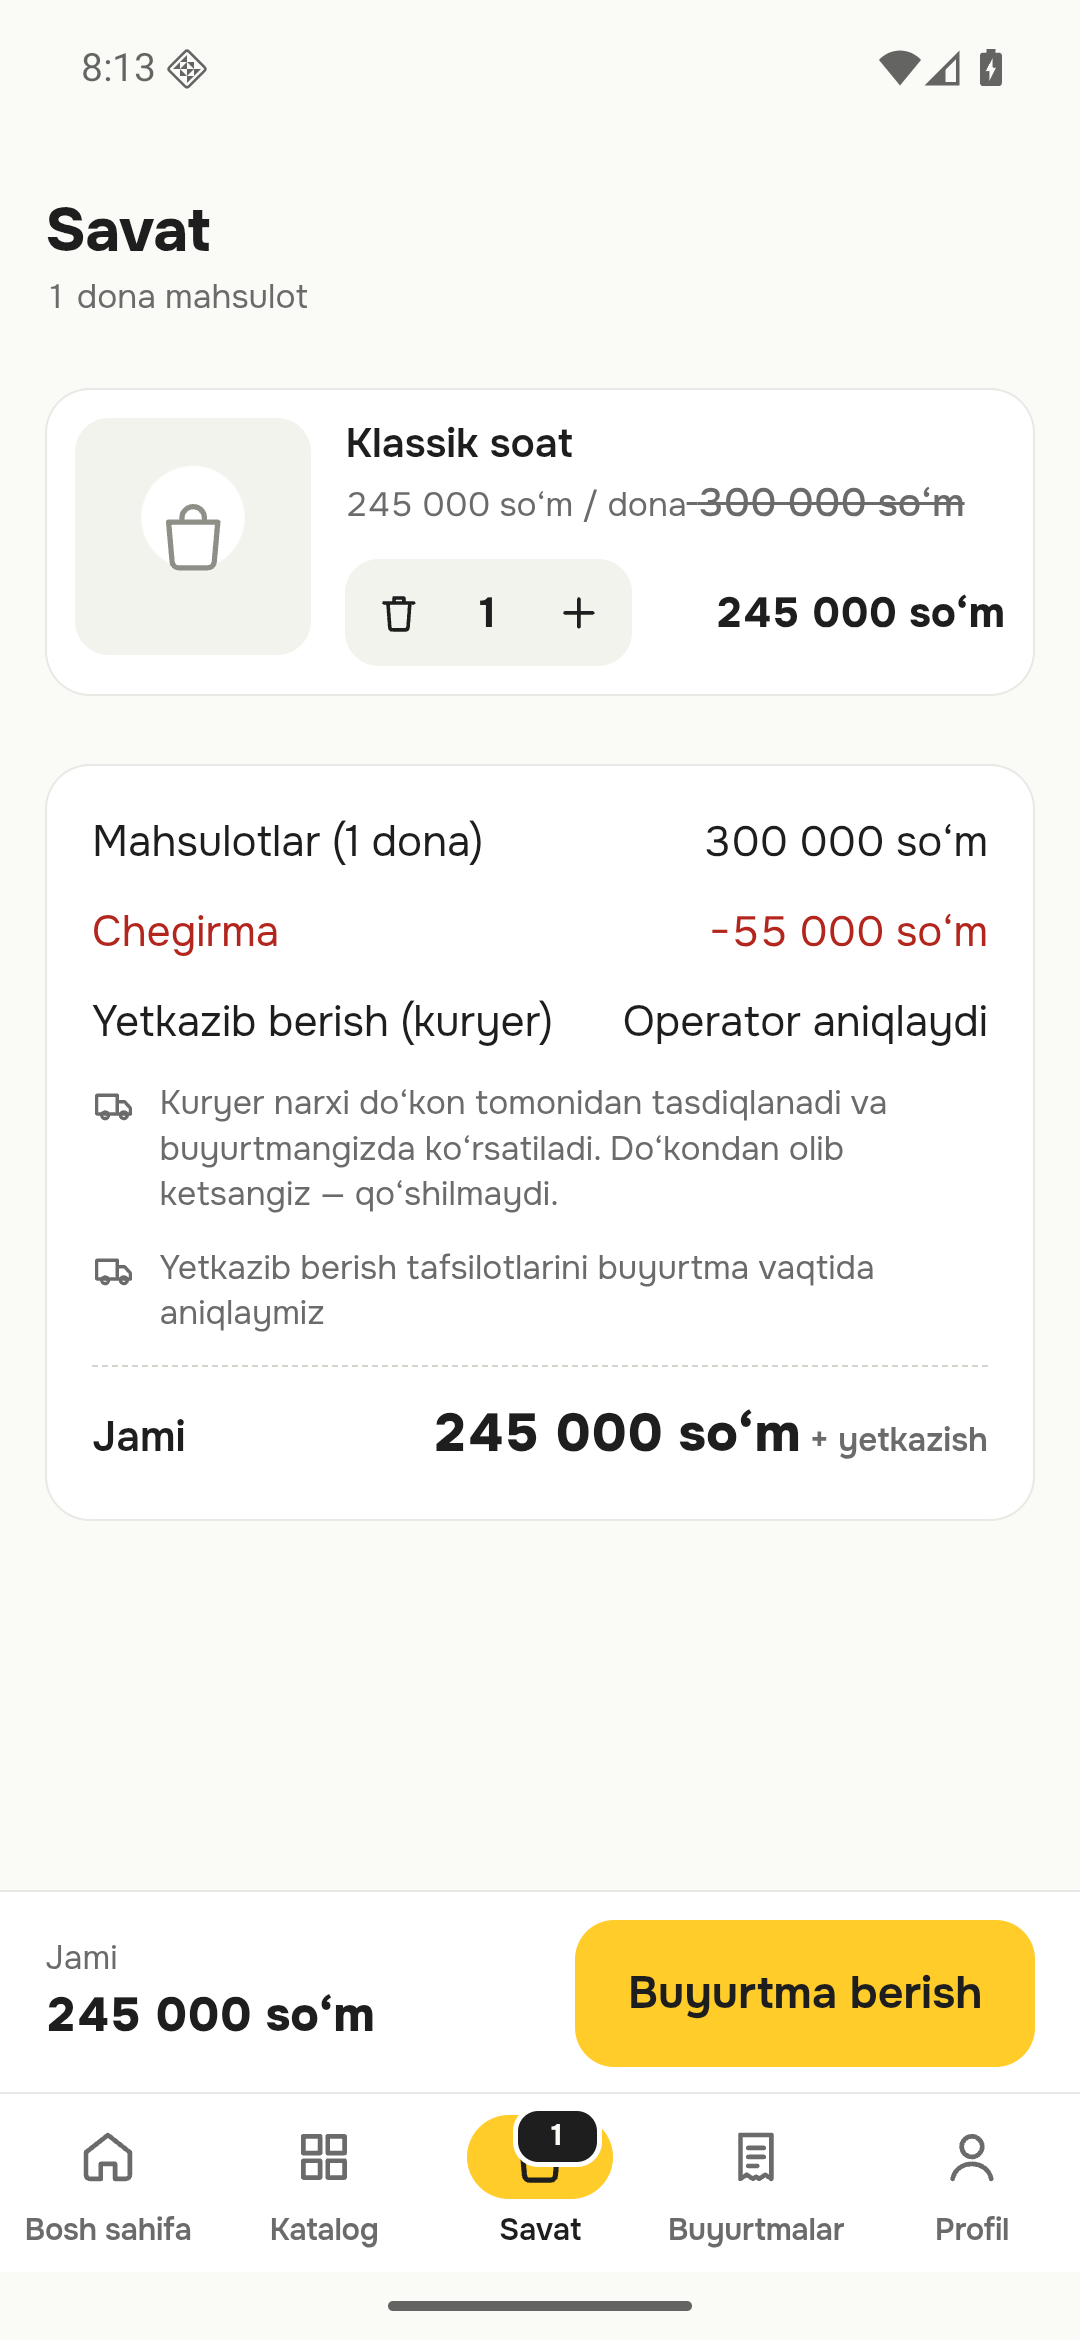 8:13
Savat
1 dona mahsulot
Klassik soat
245 000 so‘m / dona 300 000 so‘m
1
245 000 so‘m
Mahsulotlar (1 dona) 300 000 so‘m
Chegirma -55 000 so‘m
Yetkazib berish (kuryer) Operator aniqlaydi
Kuryer narxi do‘kon tomonidan tasdiqlanadi va
buyurtmangizda ko‘rsatiladi. Do‘kondan olib
ketsangiz — qo‘shilmaydi.
Yetkazib berish tafsilotlarini buyurtma vaqtida
aniqlaymiz
Jami 245 000 so‘m + yetkazish
Jami
245 000 so‘m
Buyurtma berish
1
Bosh sahifa Katalog Savat Buyurtmalar Profil